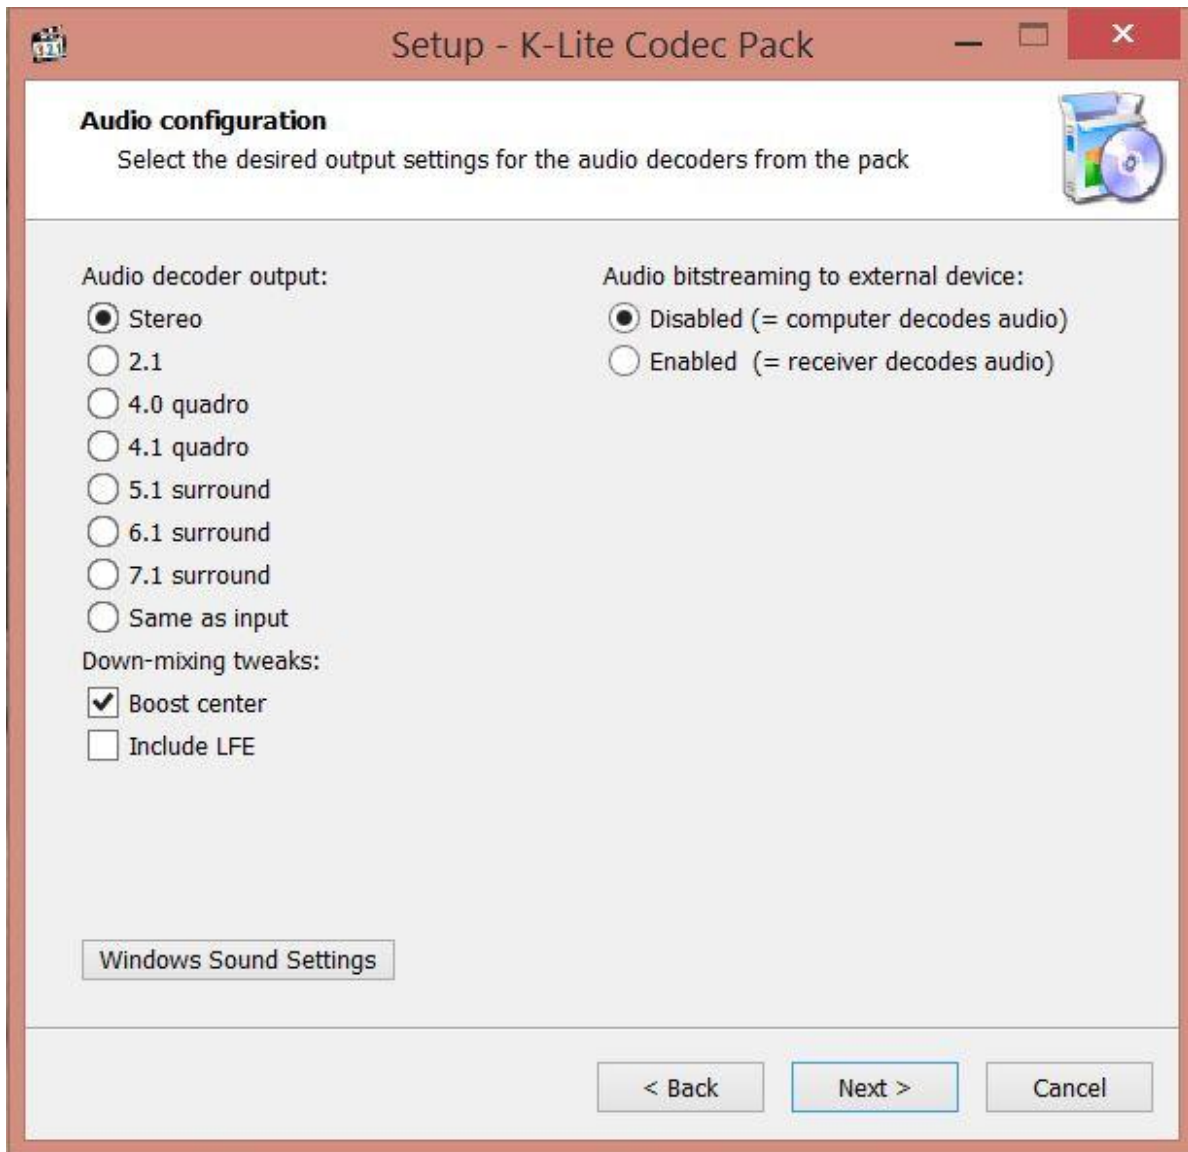 Setup - K-Lite Codec Pack
Audio configuration
Select the desired output settings for the audio decoders from the pack
Audio decoder output:
Stereo
2.1
4.0 quadro
4.1 quadro
5.1 surround
6.1 surround
7.1 surround
Same as input
Down-mixing tweaks:
Boost center
Include LFE
Audio bitstreaming to external device:
Disabled (= computer decodes audio)
Enabled (= receiver decodes audio)
Windows Sound Settings
< Back
Next >
Cancel